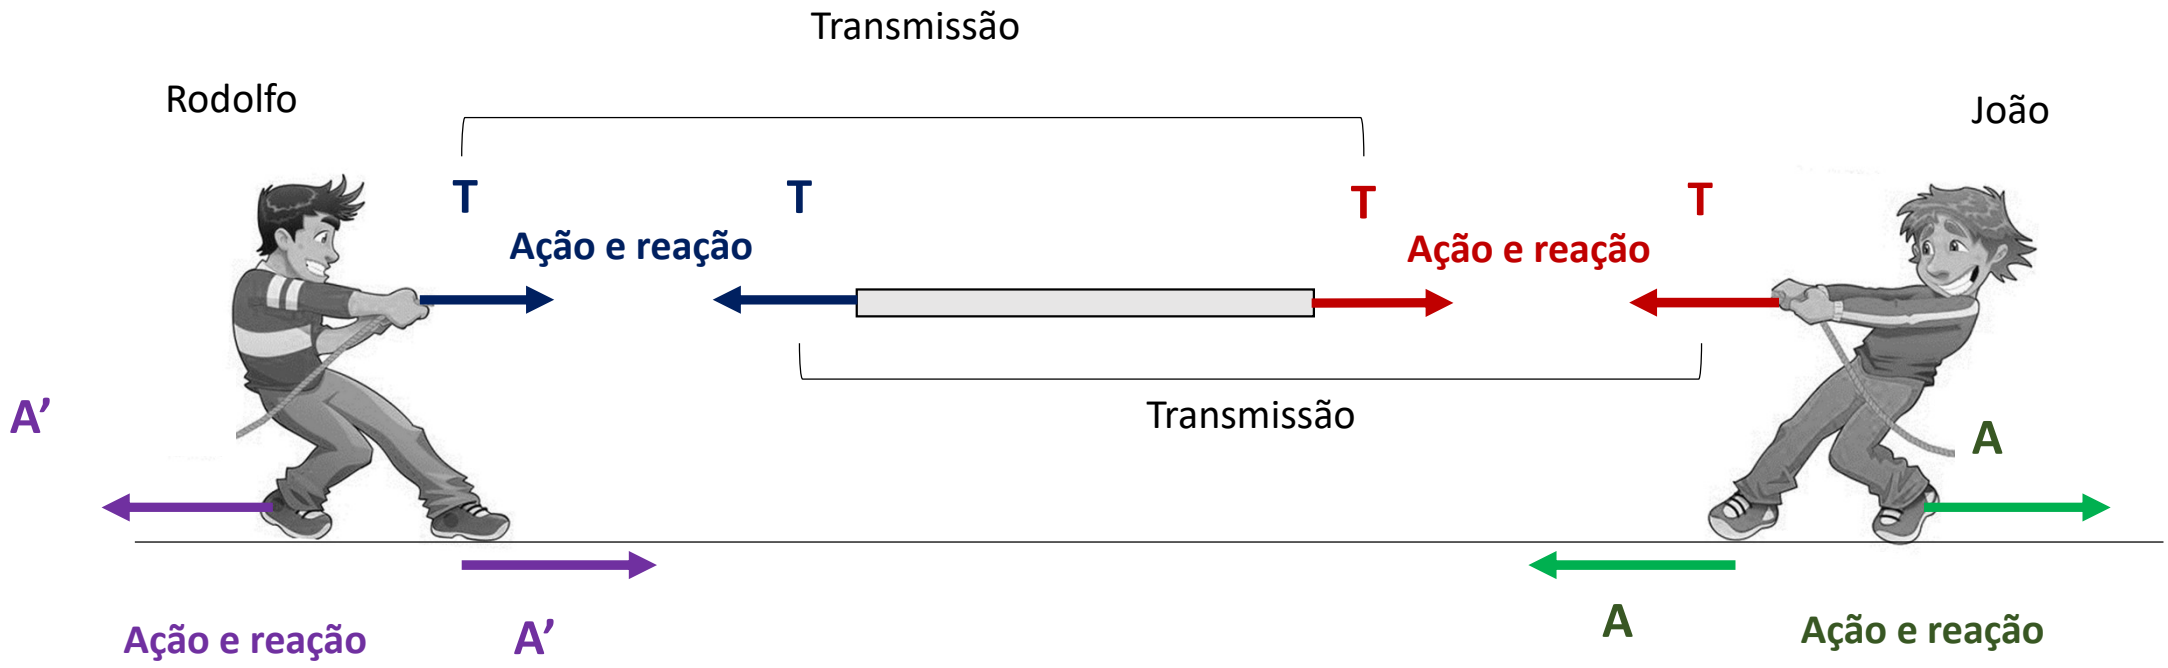 Transmissão
Rodolfo
João
T
T
T
T
Ação e reação
Ação e reação
A’
Transmissão
A
Ação e reação
A’
A
Ação e reação